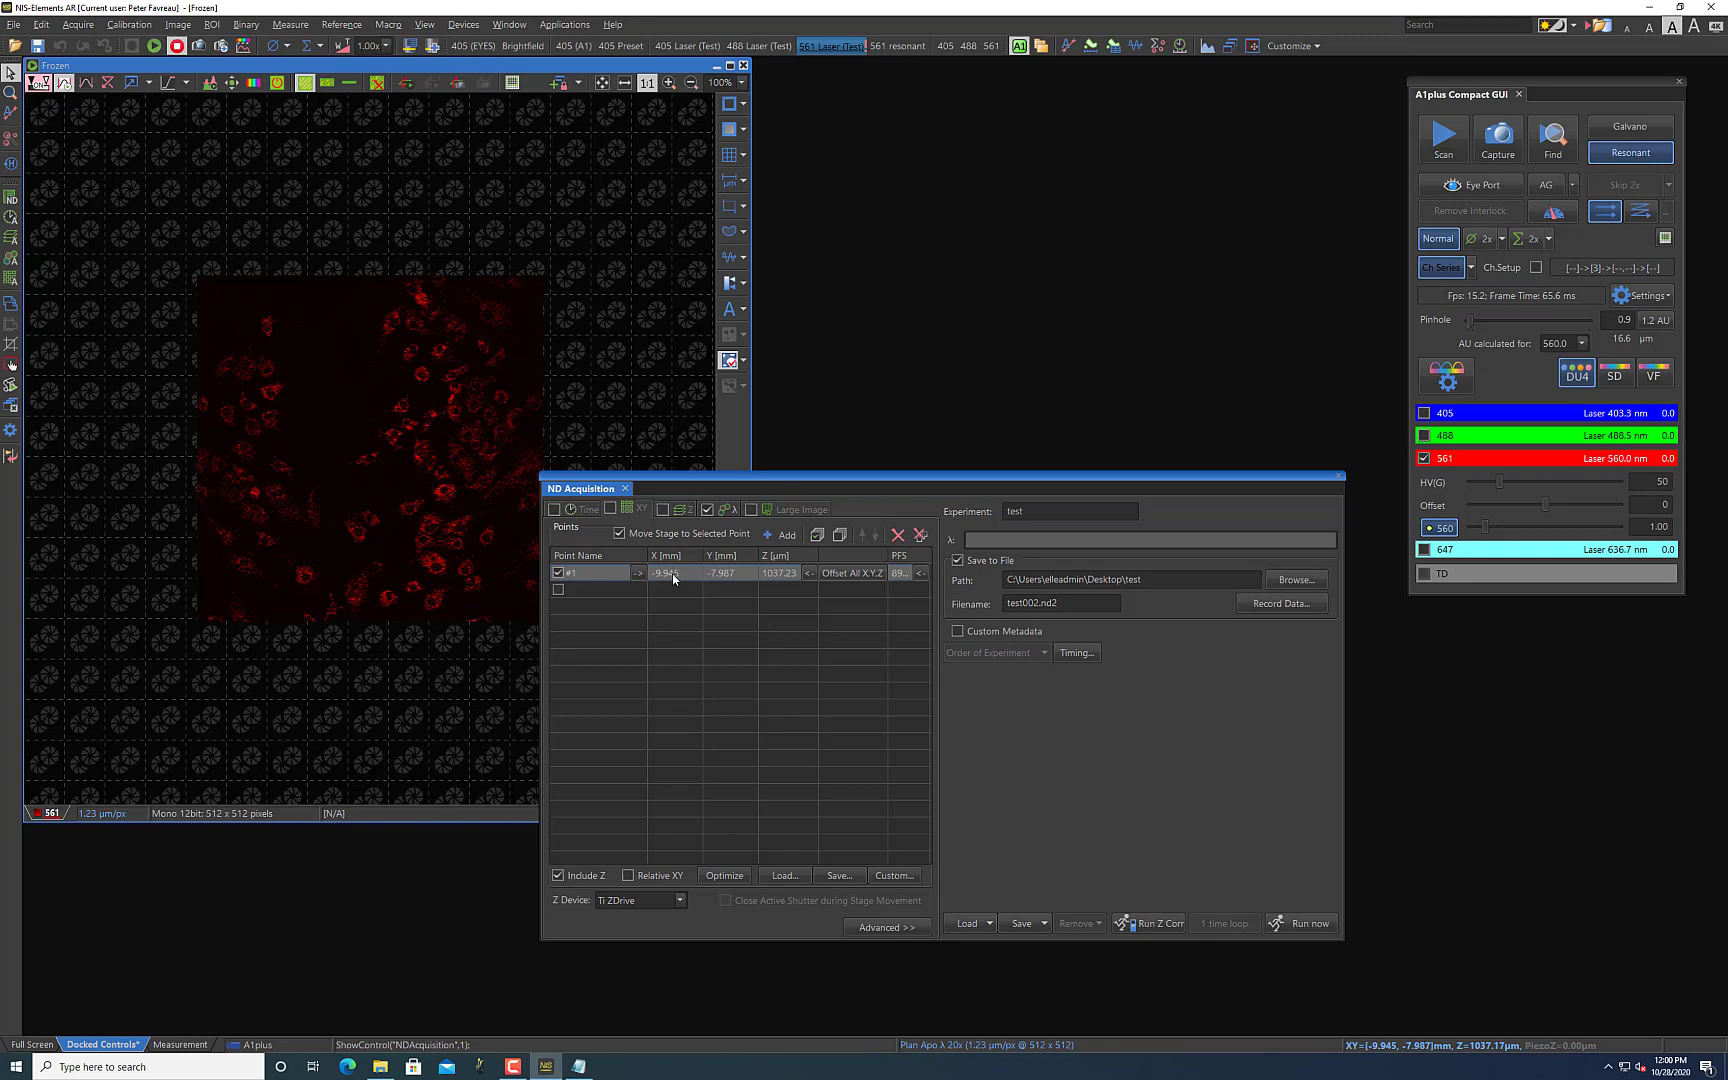 NIS-Elements AR [Current user: Peter Favreau] - [Frozen]
File Edit Acquire Calibration Image ROI Binary Measure Reference Macro View Devices Window Applications Help
Search
1.00x 405 (EYES) Brightfield 405 (A1) 405 Preset 405 Laser (Test) 488 Laser (Test) 561 Laser (Test) 561 resonant 405 488 561 A1 Customize
Frozen
1:1 100%
A1plus Compact GUI
Scan Capture Find Galvano
Resonant
Eye Port AG Skip 2x
Remove Interlock
Normal 2x 2x
Ch Series Ch.Setup [--]->[3]->[--,--]->[--]
Fps: 15.2; Frame Time: 65.6 ms Settings
Pinhole 0.9 1.2 AU
AU calculated for: 560.0 16.6 µm
DU4 SD VF
405 Laser 403.3 nm 0.0
488 Laser 488.5 nm 0.0
561 Laser 560.0 nm 0.0
HV(G) 50
Offset 0
560 1.00
647 Laser 636.7 nm 0.0
TD
ND Acquisition
Time XY Z λ Large Image
Points Move Stage to Selected Point Add
Point Name X [mm] Y [mm] Z [µm] PFS
#1 -> -9.945 -7.987 1037.23 <- Offset All X,Y,Z 89... <-
Include Z Relative XY Optimize Load... Save... Custom...
Z Device: Ti ZDrive Close Active Shutter during Stage Movement
Advanced >>
Experiment: test
λ:
Save to File
Path: C:\Users\elleadmin\Desktop\test Browse...
Filename: test002.nd2 Record Data...
Custom Metadata
Order of Experiment Timing...
Load Save Remove Run Z Corr 1 time loop Run now
561 1.23 µm/px Mono 12bit: 512 x 512 pixels [N/A]
Full Screen Docked Controls* Measurement A1plus ShowControl("NDAcquisition",1); Plan Apo λ 20x (1.23 µm/px @ 512 x 512) XY=[-9.945, -7.987]mm, Z=1037.17µm, PiezoZ=0.00µm
Type here to search
12:00 PM
10/28/2020